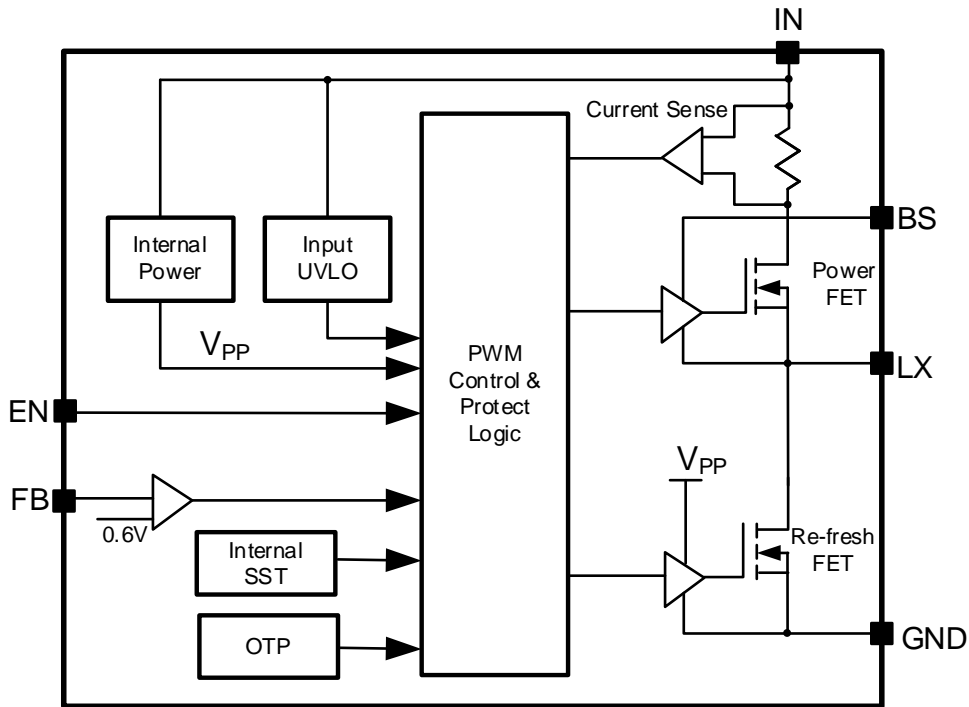 IN
Current Sense
BS
Internal
Power
Input
UVLO
Power
FET
VPP
PWM
Control &
Protect
Logic
LX
EN
VPP
FB
0.6V
Internal
SST
Re-fresh
FET
OTP
GND